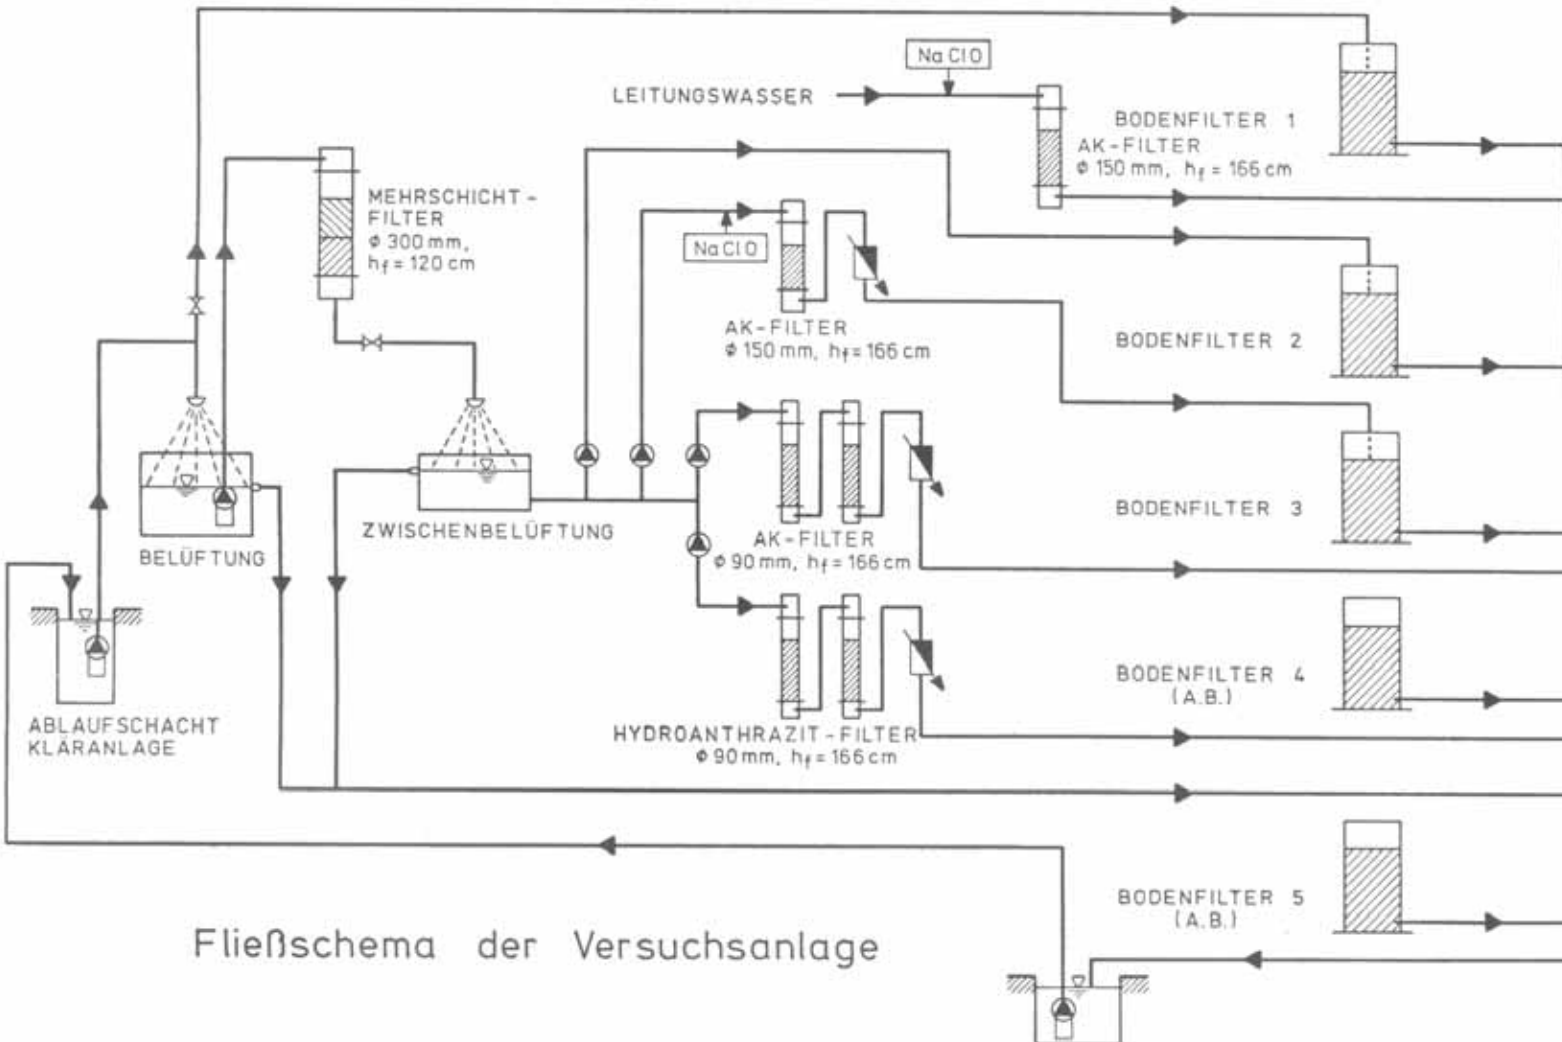 Na ClO
LEITUNGSWASSER
BODENFILTER 1
AK-FILTER
ϕ 150 mm, hf = 166 cm
MEHRSCHICHT-
FILTER
ϕ 300 mm,
hf = 120 cm
Na ClO
AK-FILTER
ϕ 150 mm, hf = 166 cm
BODENFILTER 2
BODENFILTER 3
ZWISCHENBELÜFTUNG
BELÜFTUNG
AK-FILTER
ϕ 90 mm, hf = 166 cm
ABLAUFSCHACHT
KLÄRANLAGE
HYDROANTHRAZIT-FILTER
ϕ 90 mm, hf = 166 cm
BODENFILTER 4
(A.B.)
BODENFILTER 5
(A.B.)
Fließschema der Versuchsanlage